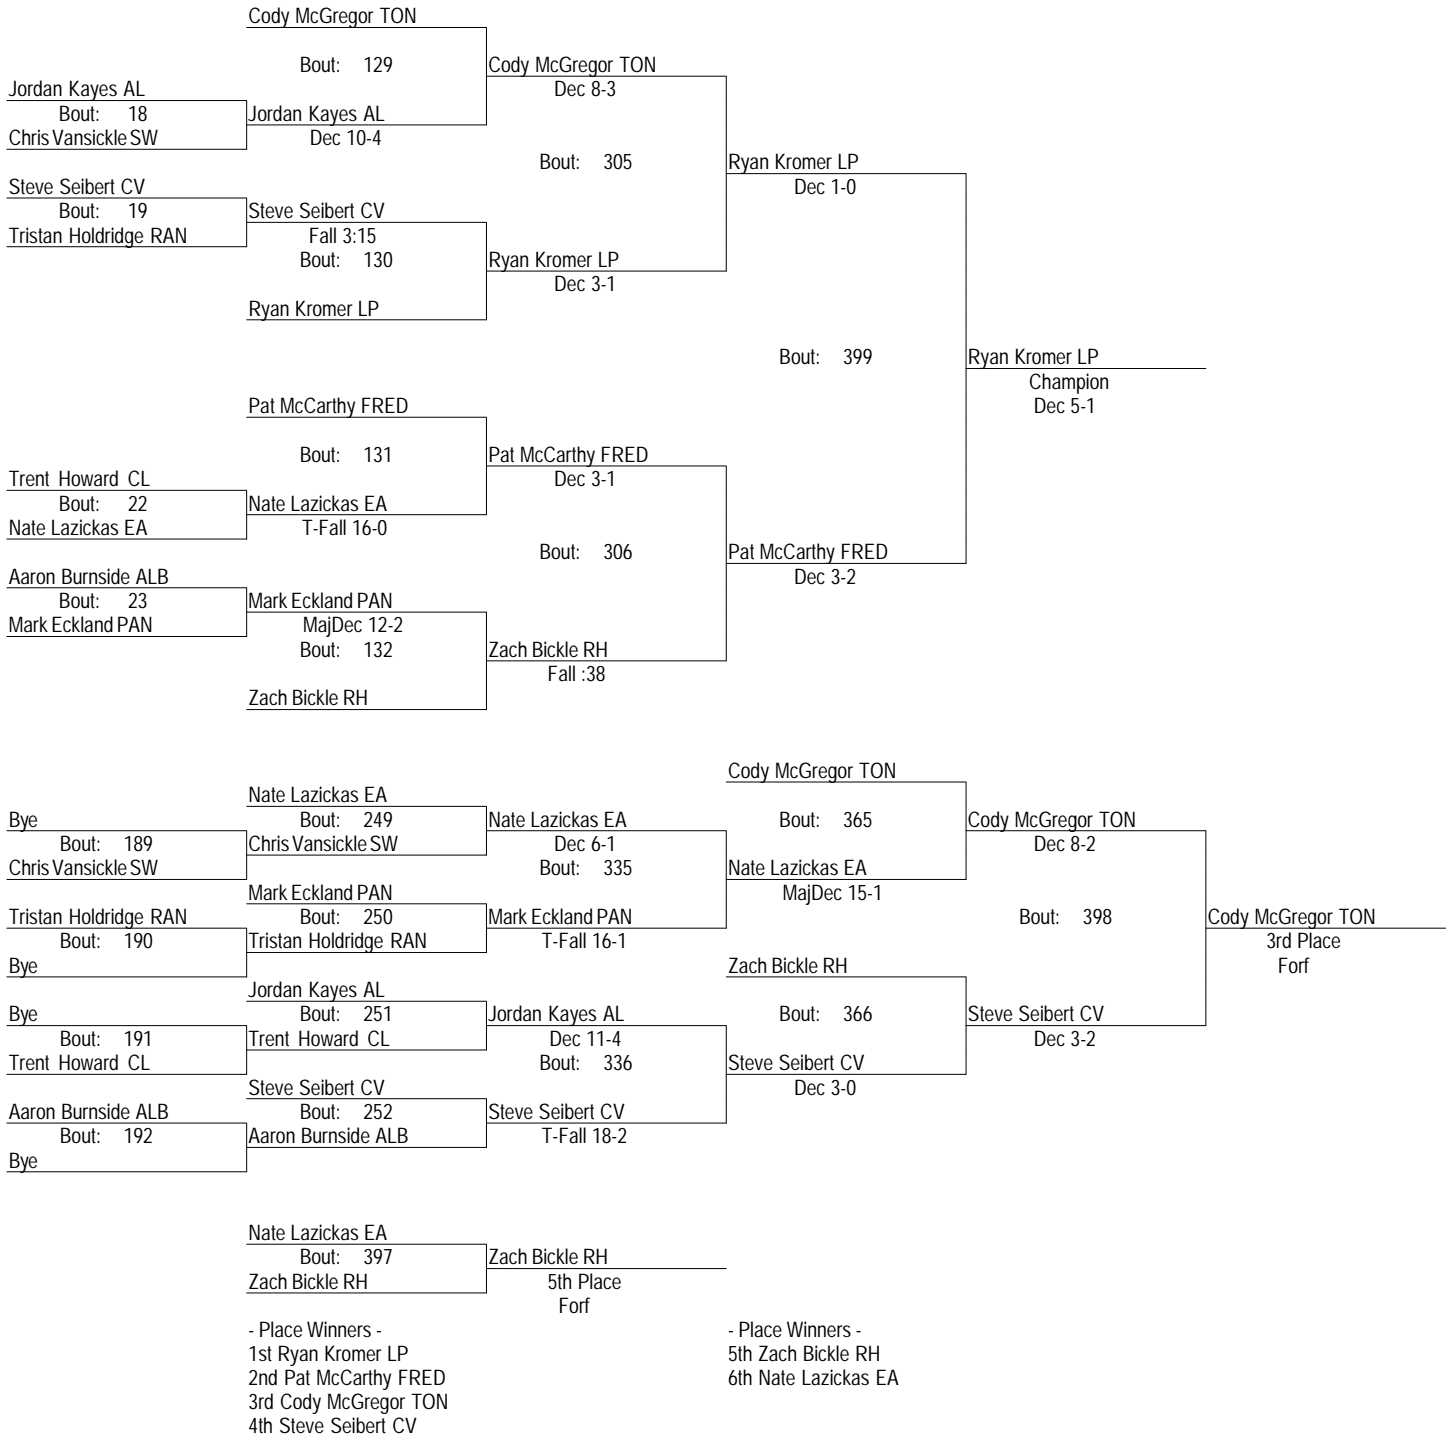 Cody McGregor TON
Bout: 129
Cody McGregor TON
Dec 8-3
Jordan Kayes AL
Bout: 18
Chris Vansickle SW
Jordan Kayes AL
Dec 10-4
Bout: 305
Ryan Kromer LP
Dec 1-0
Steve Seibert CV
Bout: 19
Tristan Holdridge RAN
Steve Seibert CV
Fall 3:15
Bout: 130
Ryan Kromer LP
Dec 3-1
Ryan Kromer LP
Bout: 399
Ryan Kromer LP
Champion
Dec 5-1
Pat McCarthy FRED
Bout: 131
Pat McCarthy FRED
Dec 3-1
Trent Howard CL
Bout: 22
Nate Lazickas EA
Nate Lazickas EA
T-Fall 16-0
Bout: 306
Pat McCarthy FRED
Dec 3-2
Aaron Burnside ALB
Bout: 23
Mark Eckland PAN
Mark Eckland PAN
MajDec 12-2
Bout: 132
Zach Bickle RH
Fall :38
Zach Bickle RH
Cody McGregor TON
Nate Lazickas EA
Bye
Bout: 189
Chris Vansickle SW
Bout: 249
Chris Vansickle SW
Nate Lazickas EA
Dec 6-1
Bout: 335
Bout: 365
Cody McGregor TON
Dec 8-2
Nate Lazickas EA
MajDec 15-1
Mark Eckland PAN
Tristan Holdridge RAN
Bout: 190
Bye
Bout: 250
Tristan Holdridge RAN
Mark Eckland PAN
T-Fall 16-1
Bout: 398
Cody McGregor TON
3rd Place
Forf
Zach Bickle RH
Jordan Kayes AL
Bye
Bout: 191
Trent Howard CL
Bout: 251
Trent Howard CL
Jordan Kayes AL
Dec 11-4
Bout: 336
Bout: 366
Steve Seibert CV
Dec 3-2
Steve Seibert CV
Dec 3-0
Steve Seibert CV
Aaron Burnside ALB
Bout: 192
Bye
Bout: 252
Aaron Burnside ALB
Steve Seibert CV
T-Fall 18-2
Nate Lazickas EA
Bout: 397
Zach Bickle RH
Zach Bickle RH
5th Place
Forf
- Place Winners -
1st Ryan Kromer LP
2nd Pat McCarthy FRED
3rd Cody McGregor TON
4th Steve Seibert CV
- Place Winners -
5th Zach Bickle RH
6th Nate Lazickas EA